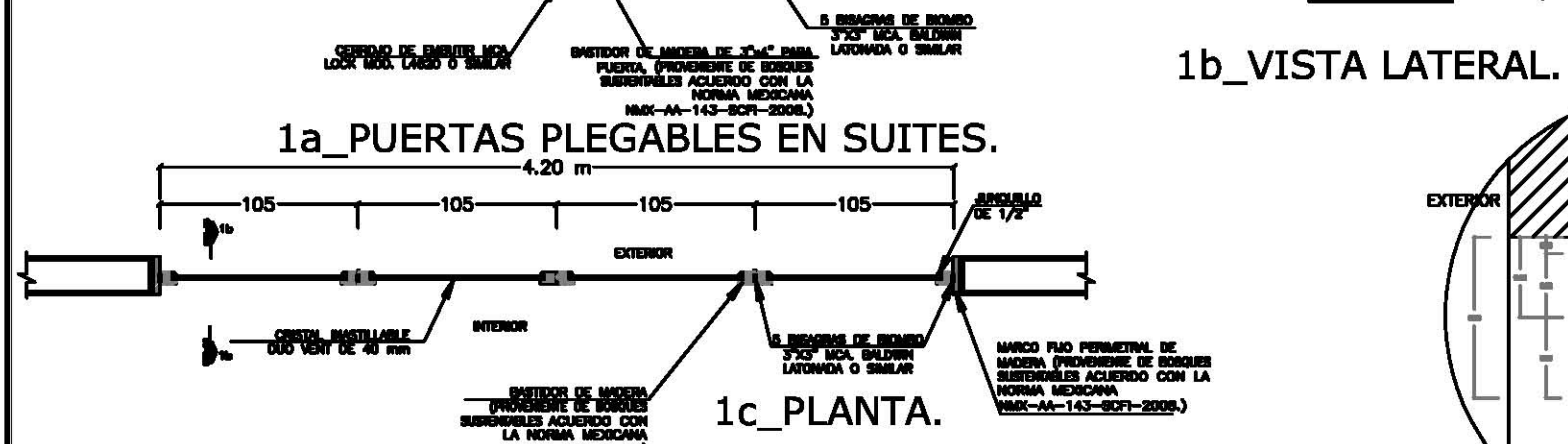 5 BISAGRAS DE BIOMBO
3"X3" MCA. BALDWIN
LATONADA O SIMILAR
CERROJO DE EMBUTIR MCA.
LOCK MOD. L4620 O SIMILAR
BASTIDOR DE MADERA DE 3"x4" PARA
PUERTA, (PROVENIENTE DE BOSQUES
SUSTENTABLES ACUERDO CON LA
NORMA MEXICANA
NMX-AA-143-SCFI-2008.)
1b_VISTA LATERAL.
1a_PUERTAS PLEGABLES EN SUITES.
4.20 m
105
105
105
105
JUNQUILLO
DE 1/2"
EXTERIOR
1b
EXTERIOR
INTERIOR
CRISTAL INASTILLABLE
DUO VENT DE 40 mm
1b
5 BISAGRAS DE BIOMBO
3"X3" MCA. BALDWIN
LATONADA O SIMILAR
MARCO FIJO PERIMETRAL DE
MADERA (PROVENIENTE DE BOSQUES
SUSTENTABLES ACUERDO CON LA
NORMA MEXICANA
NMX-AA-143-SCFI-2008.)
BASTIDOR DE MADERA
(PROVENIENTE DE BOSQUES
SUSTENTABLES ACUERDO CON
LA NORMA MEXICANA
1c_PLANTA.